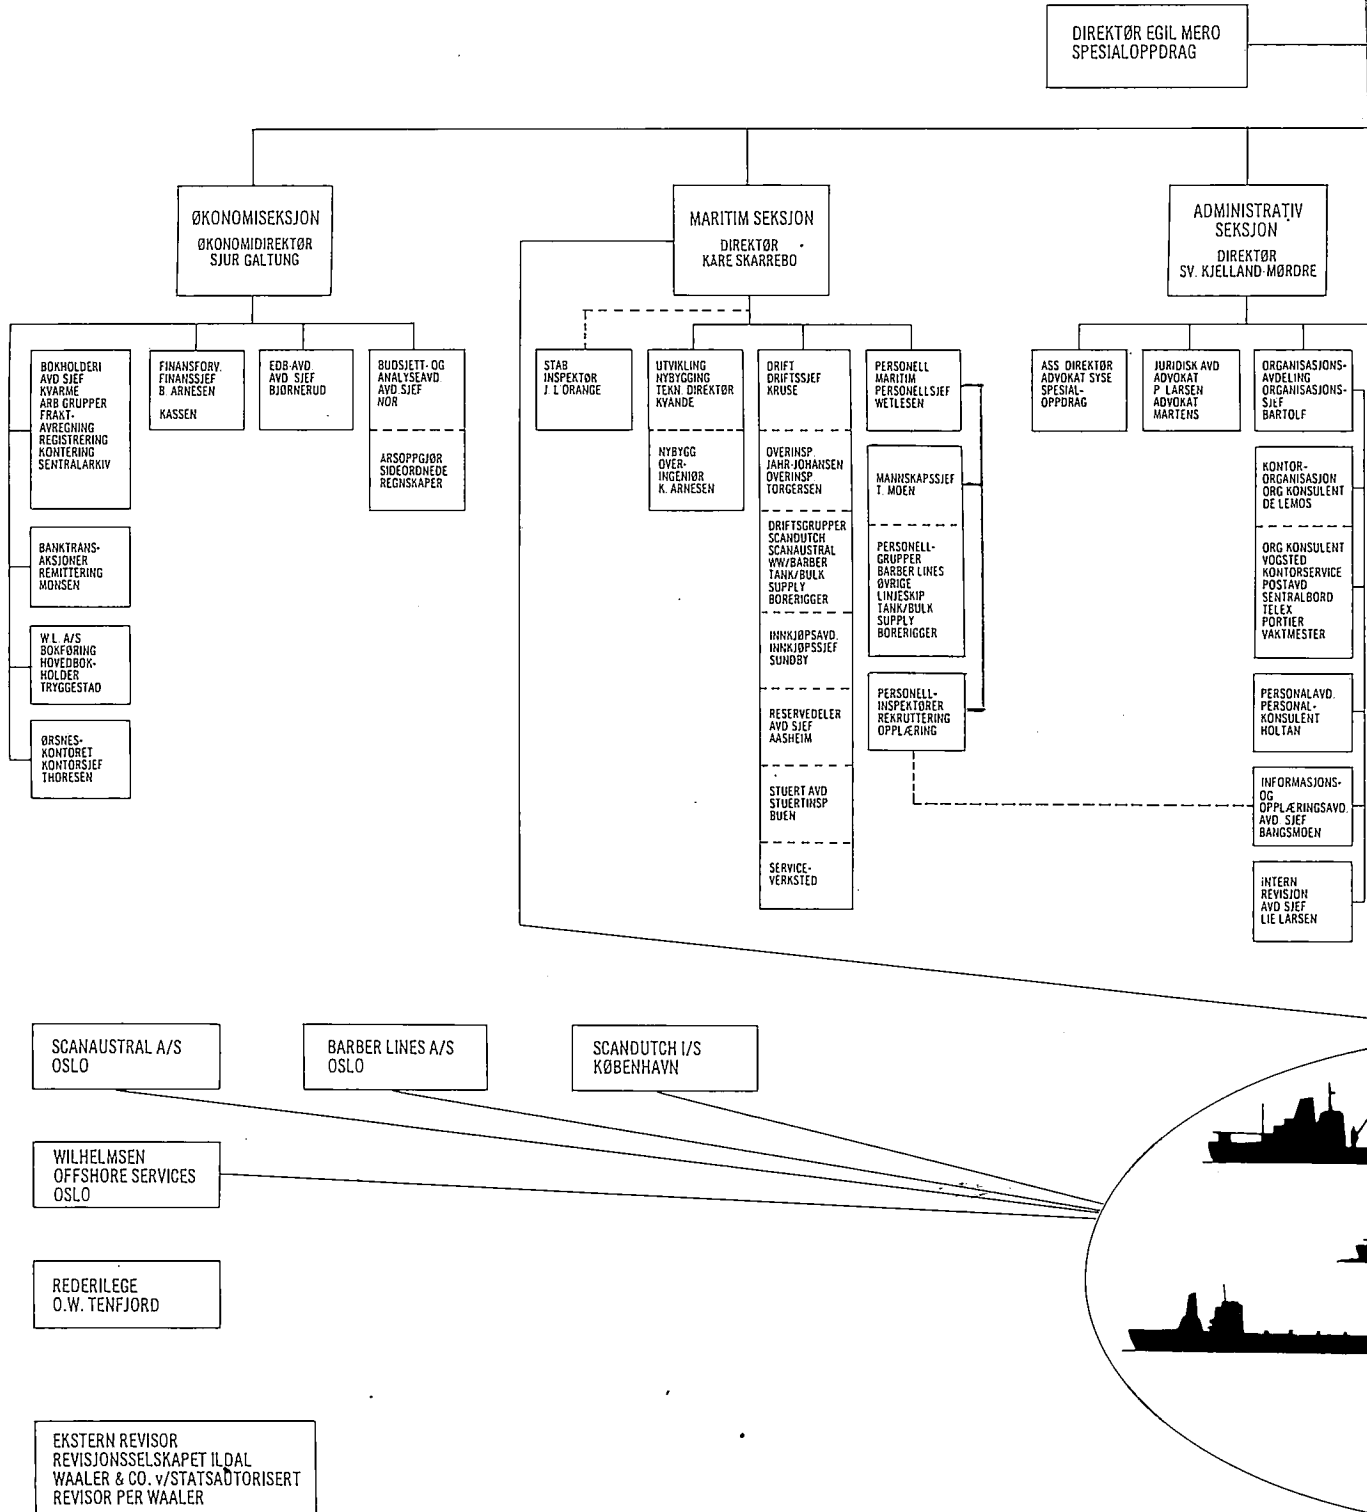 DIREKTØR EGIL MERO
SPESIALOPPDRAG
ØKONOMISEKSJON
ØKONOMIDIREKTØR
SJUR GALTUNG
MARITIM SEKSJON
DIREKTØR
KARE SKARREBO
ADMINISTRATIV
SEKSJON
DIREKTØR
SV. KJELLAND-MØRDRE
BOKHOLDERI
AVD SJEF
KVARME
ARB GRUPPER
FRAKT-
AVREGNING
REGISTRERING
KONTERING
SENTRALARKIV
BANKTRANS-
AKSJONER
REMITTERING
MONSEN
W.L. A/S
BOKFØRING
HOVEDBOK-
HOLDER
TRYGGESTAD
ØRSNES-
KONTORET
KONTORSJEF
THORESEN
FINANSFORV.
FINANSSJEF
B. ARNESEN
KASSEN
EDB-AVD.
AVD SJEF
BJØRNERUD
BUDSJETT- OG
ANALYSEAVD.
AVD SJEF
NOR
ARSOPPGJØR
SIDEORDNEDE
REGNSKAPER
STAB
INSPEKTØR
J. L'ORANGE
UTVIKLING
NYBYGGING
TEKN. DIREKTØR
KVANDE
NYBYGG
OVER-
INGENIØR
K. ARNESEN
DRIFT
DRIFTSSJEF
KRUSE
OVERINSP.
JAHR-JOHANSEN
OVERINSP.
TORGERSEN
DRIFTSGRUPPER
SCANDUTCH
SCANAUSTRAL
WW/BARBER
TANK/BULK
SUPPLY
BORERIGGER
INNKJØPSAVD.
INNKJØPSSJEF
SUNDBY
RESERVEDELER
AVD SJEF
AASHEIM
STUERT AVD
STUERTINSP
BUEN
SERVICE-
VERKSTED
PERSONELL
MARITIM
PERSONELLSJEF
WETLESEN
MANNSKAPSSJEF
T. MOEN
PERSONELL-
GRUPPER
BARBER LINES
ØVRIGE
LINJESKIP
TANK/BULK
SUPPLY
BORERIGGER
PERSONELL-
INSPEKTØRER
REKRUTTERING
OPPLÆRING
ASS DIREKTØR
ADVOKAT SYSE
SPESIAL-
OPPDRAG
JURIDISK AVD
ADVOKAT
P. LARSEN
ADVOKAT
MARTENS
ORGANISASJONS-
AVDELING
ORGANISASJONS-
SJEF
BARTOLF
KONTOR-
ORGANISASJON
ORG KONSULENT
DE LEMOS
ORG KONSULENT
VOGSTED
KONTORSERVICE
POSTAVD
SENTRALBORD
TELEX
PORTIER
VAKTMESTER
PERSONALAVD.
PERSONAL-
KONSULENT
HOLTAN
INFORMASJONS-
OG
OPPLÆRINGSAVD.
AVD. SJEF
BANGSMOEN
INTERN
REVISJON
AVD SJEF
LIE LARSEN
SCANAUSTRAL A/S
OSLO
BARBER LINES A/S
OSLO
SCANDUTCH I/S
KØBENHAVN
WILHELMSEN
OFFSHORE SERVICES
OSLO
REDERILEGE
O.W. TENFJORD
EKSTERN REVISOR
REVISJONSSELSKAPET ILDAL
WAALER & CO. v/STATSAUTORISERT
REVISOR PER WAALER